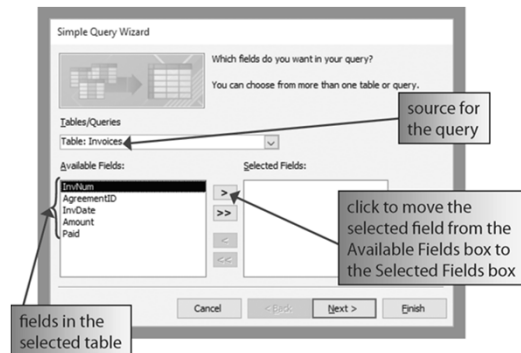 Simple Query Wizard
Which fields do you want in your query?
You can choose from more than one table or query.
source for
the query
Tables/Queries
Table: Invoices
Available Fields:
Selected Fields:
InvNum
AgreementID
InvDate
Amount
Paid
>
>>
<
<<
click to move the
selected field from the
Available Fields box to
the Selected Fields box
Cancel
< Back
Next >
Finish
fields in the
selected table